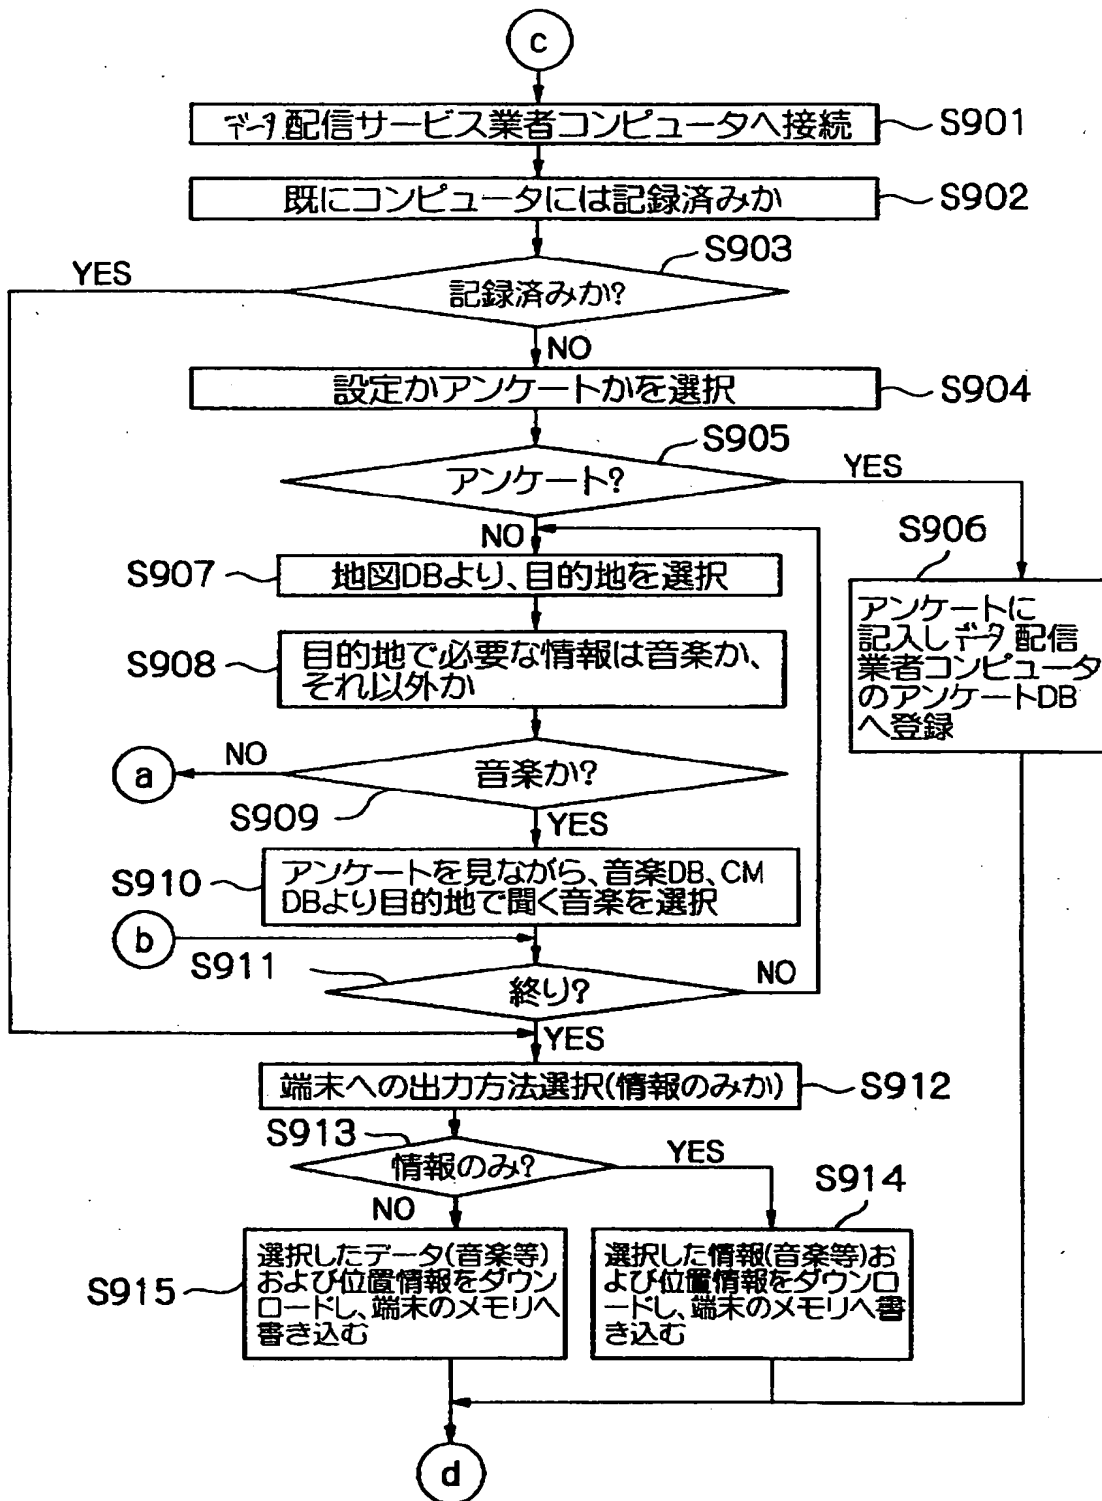 c
データ配信サービス業者コンピュータへ接続
S901
既にコンピュータには記録済みか
S902
S903
YES
記録済みか?
NO
設定かアンケートかを選択
S904
S905
アンケート?
YES
NO
S906
S907
地図DBより、目的地を選択
アンケートに
記入しデータ配信
業者コンピュータ
のアンケートDB
へ登録
S908
目的地で必要な情報は音楽か、
それ以外か
a
NO
音楽か?
S909
YES
S910
アンケートを見ながら、音楽DB、CM
DBより目的地で聞く音楽を選択
b
S911
終り?
NO
YES
端末への出力方法選択(情報のみか)
S912
S913
情報のみ?
YES
NO
S914
S915
選択したデータ(音楽等)
および位置情報をダウン
ロードし、端末のメモリへ
書き込む
選択した情報(音楽等)お
よび位置情報をダウンロ
ードし、端末のメモリへ書
き込む
d